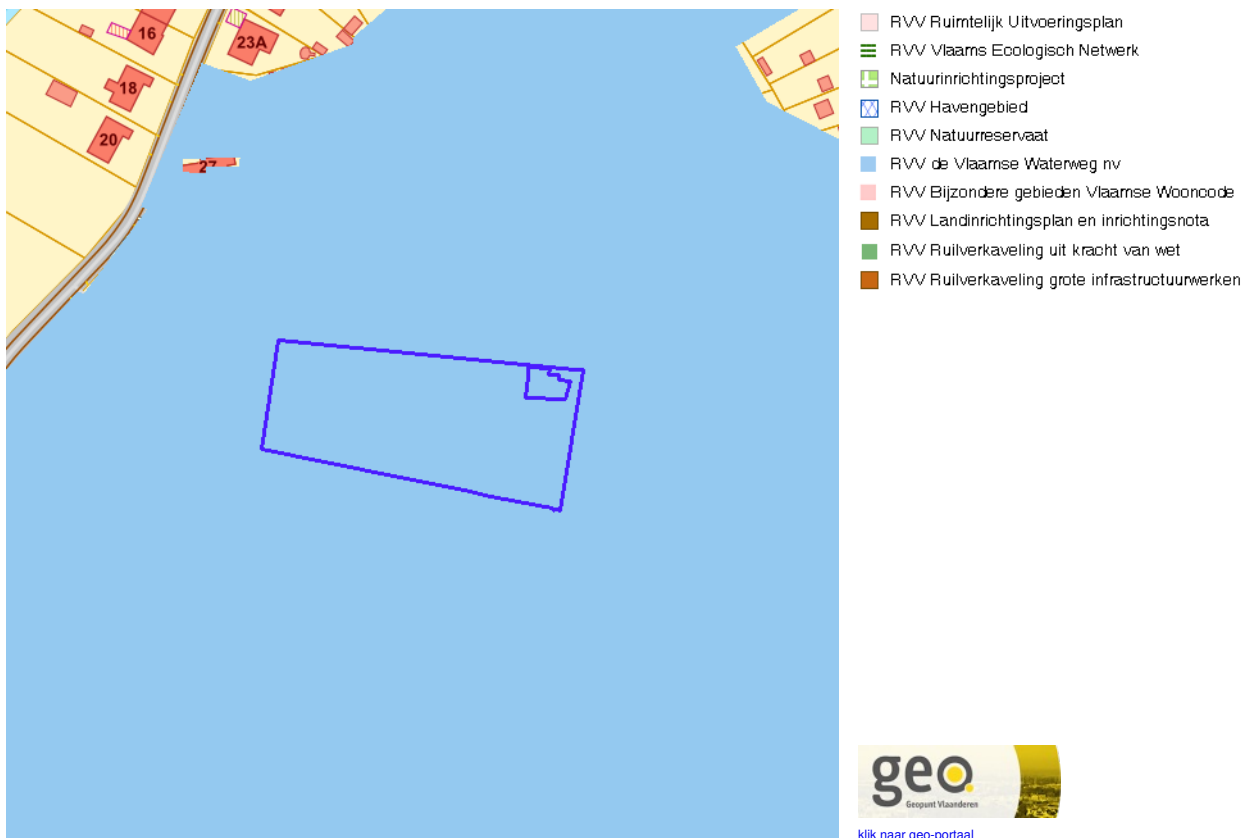 16
23A
18
20
27
RVV Ruimtelijk Uitvoeringsplan
RVV Vlaams Ecologisch Netwerk
Natuurinrichtingsproject
RVV Havengebied
RVV Natuurreservaat
RVV de Vlaamse Waterweg nv
RVV Bijzondere gebieden Vlaamse Wooncode
RVV Landinrichtingsplan en inrichtingsnota
RVV Ruilverkaveling uit kracht van wet
RVV Ruilverkaveling grote infrastructuurwerken
geo.
Geopunt Vlaanderen
klik naar geo-portaal